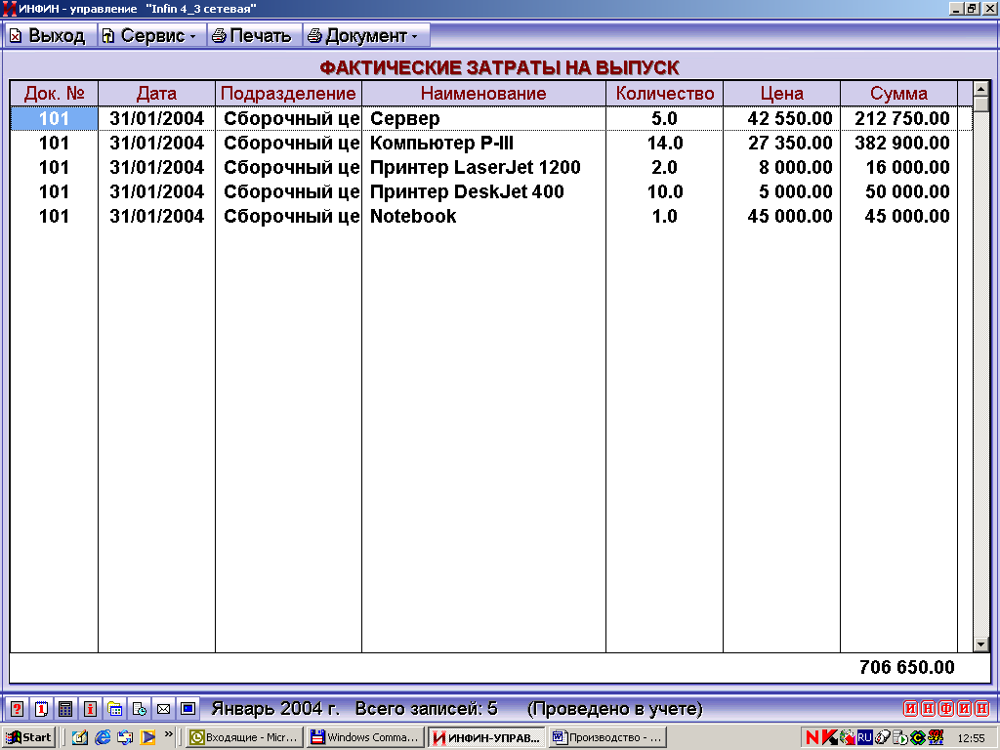 ИНФИН - управление "Infin 4_3 сетевая"
Выход Сервис Печать Документ
ФАКТИЧЕСКИЕ ЗАТРАТЫ НА ВЫПУСК
Док. № Дата Подразделение Наименование Количество Цена Сумма
101 31/01/2004 Сборочный це Сервер 5.0 42 550.00 212 750.00
101 31/01/2004 Сборочный це Компьютер P-III 14.0 27 350.00 382 900.00
101 31/01/2004 Сборочный це Принтер LaserJet 1200 2.0 8 000.00 16 000.00
101 31/01/2004 Сборочный це Принтер DeskJet 400 10.0 5 000.00 50 000.00
101 31/01/2004 Сборочный це Notebook 1.0 45 000.00 45 000.00
706 650.00
Январь 2004 г. Всего записей: 5 (Проведено в учете) ИНФИН
Start » Входящие - Micr... Windows Comma... ИНФИН-УПРАВ... Производство - ... RU 12:55